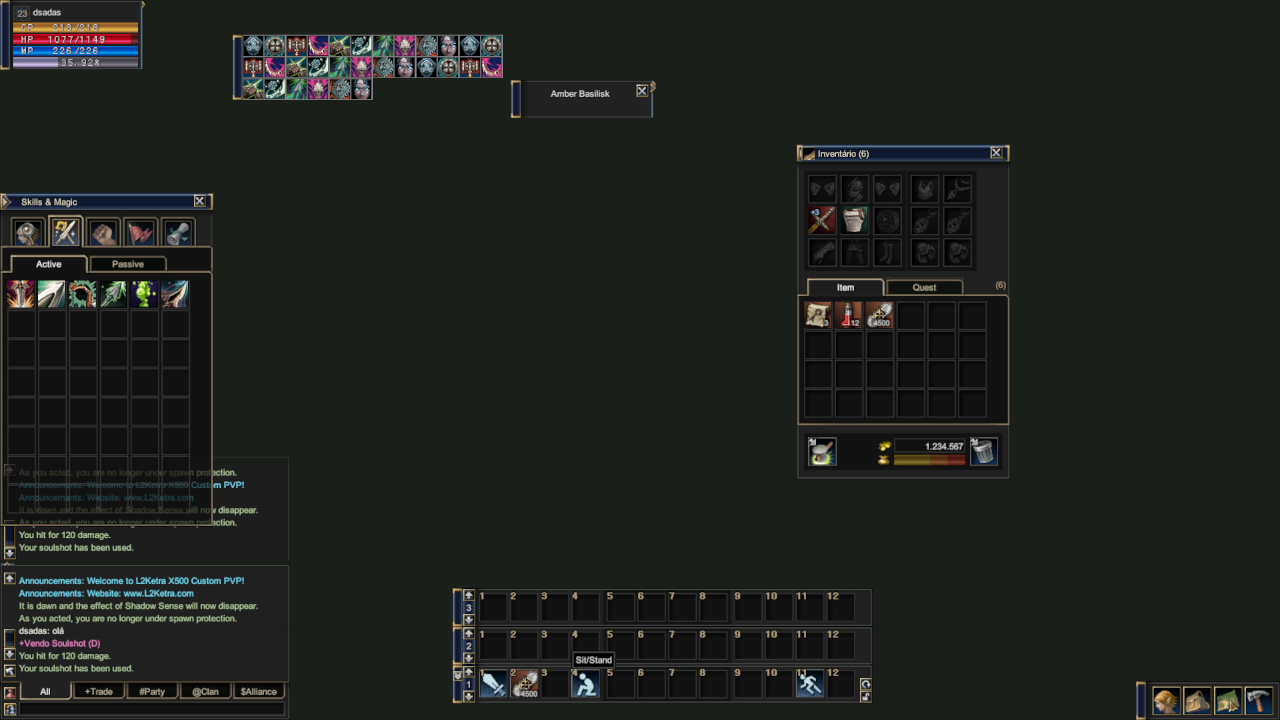 23 dsadas
CP 218/218
HP 1077/1149
MP 226/226
35.92%
Amber Basilisk
Inventário (6)
Skills & Magic
Active Passive
Item Quest (6)
3 12 4500
1.234.567
As you acted, you are no longer under spawn protection.
Announcements: Welcome to L2Ketra X500 Custom PVP!
Announcements: Website: www.L2Ketra.com
It is dawn and the effect of Shadow Sense will now disappear.
As you acted, you are no longer under spawn protection.
You hit for 120 damage.
Your soulshot has been used.
Announcements: Welcome to L2Ketra X500 Custom PVP!
Announcements: Website: www.L2Ketra.com
It is dawn and the effect of Shadow Sense will now disappear.
As you acted, you are no longer under spawn protection.
dsadas: olá
+Vendo Soulshot (D)
You hit for 120 damage.
Your soulshot has been used.
All +Trade #Party @Clan $Alliance
3 1 2 3 4 5 6 7 8 9 10 11 12
2 1 2 3 4 5 6 7 8 9 10 11 12
Sit/Stand
1 1 2 3 4 5 6 7 8 9 10 11 12
4500